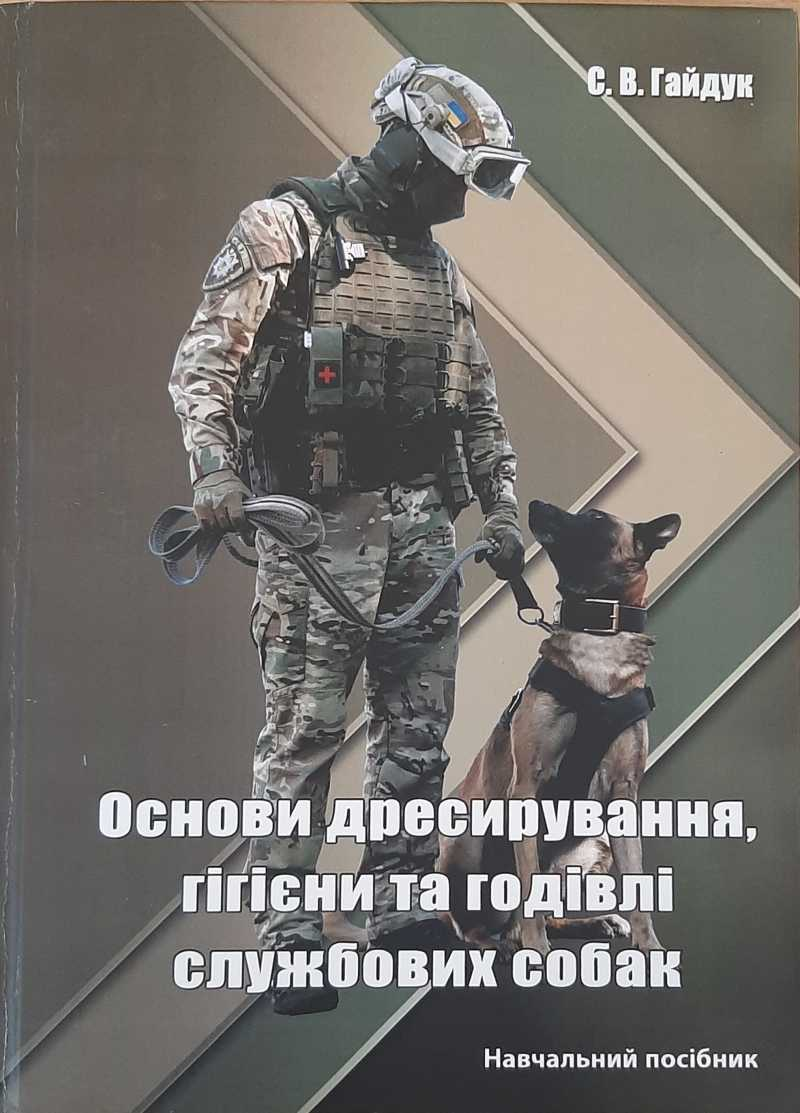 С. В. Гайдук
Основи дресирування,
гігієни та годівлі
службових собак
Навчальний посібник